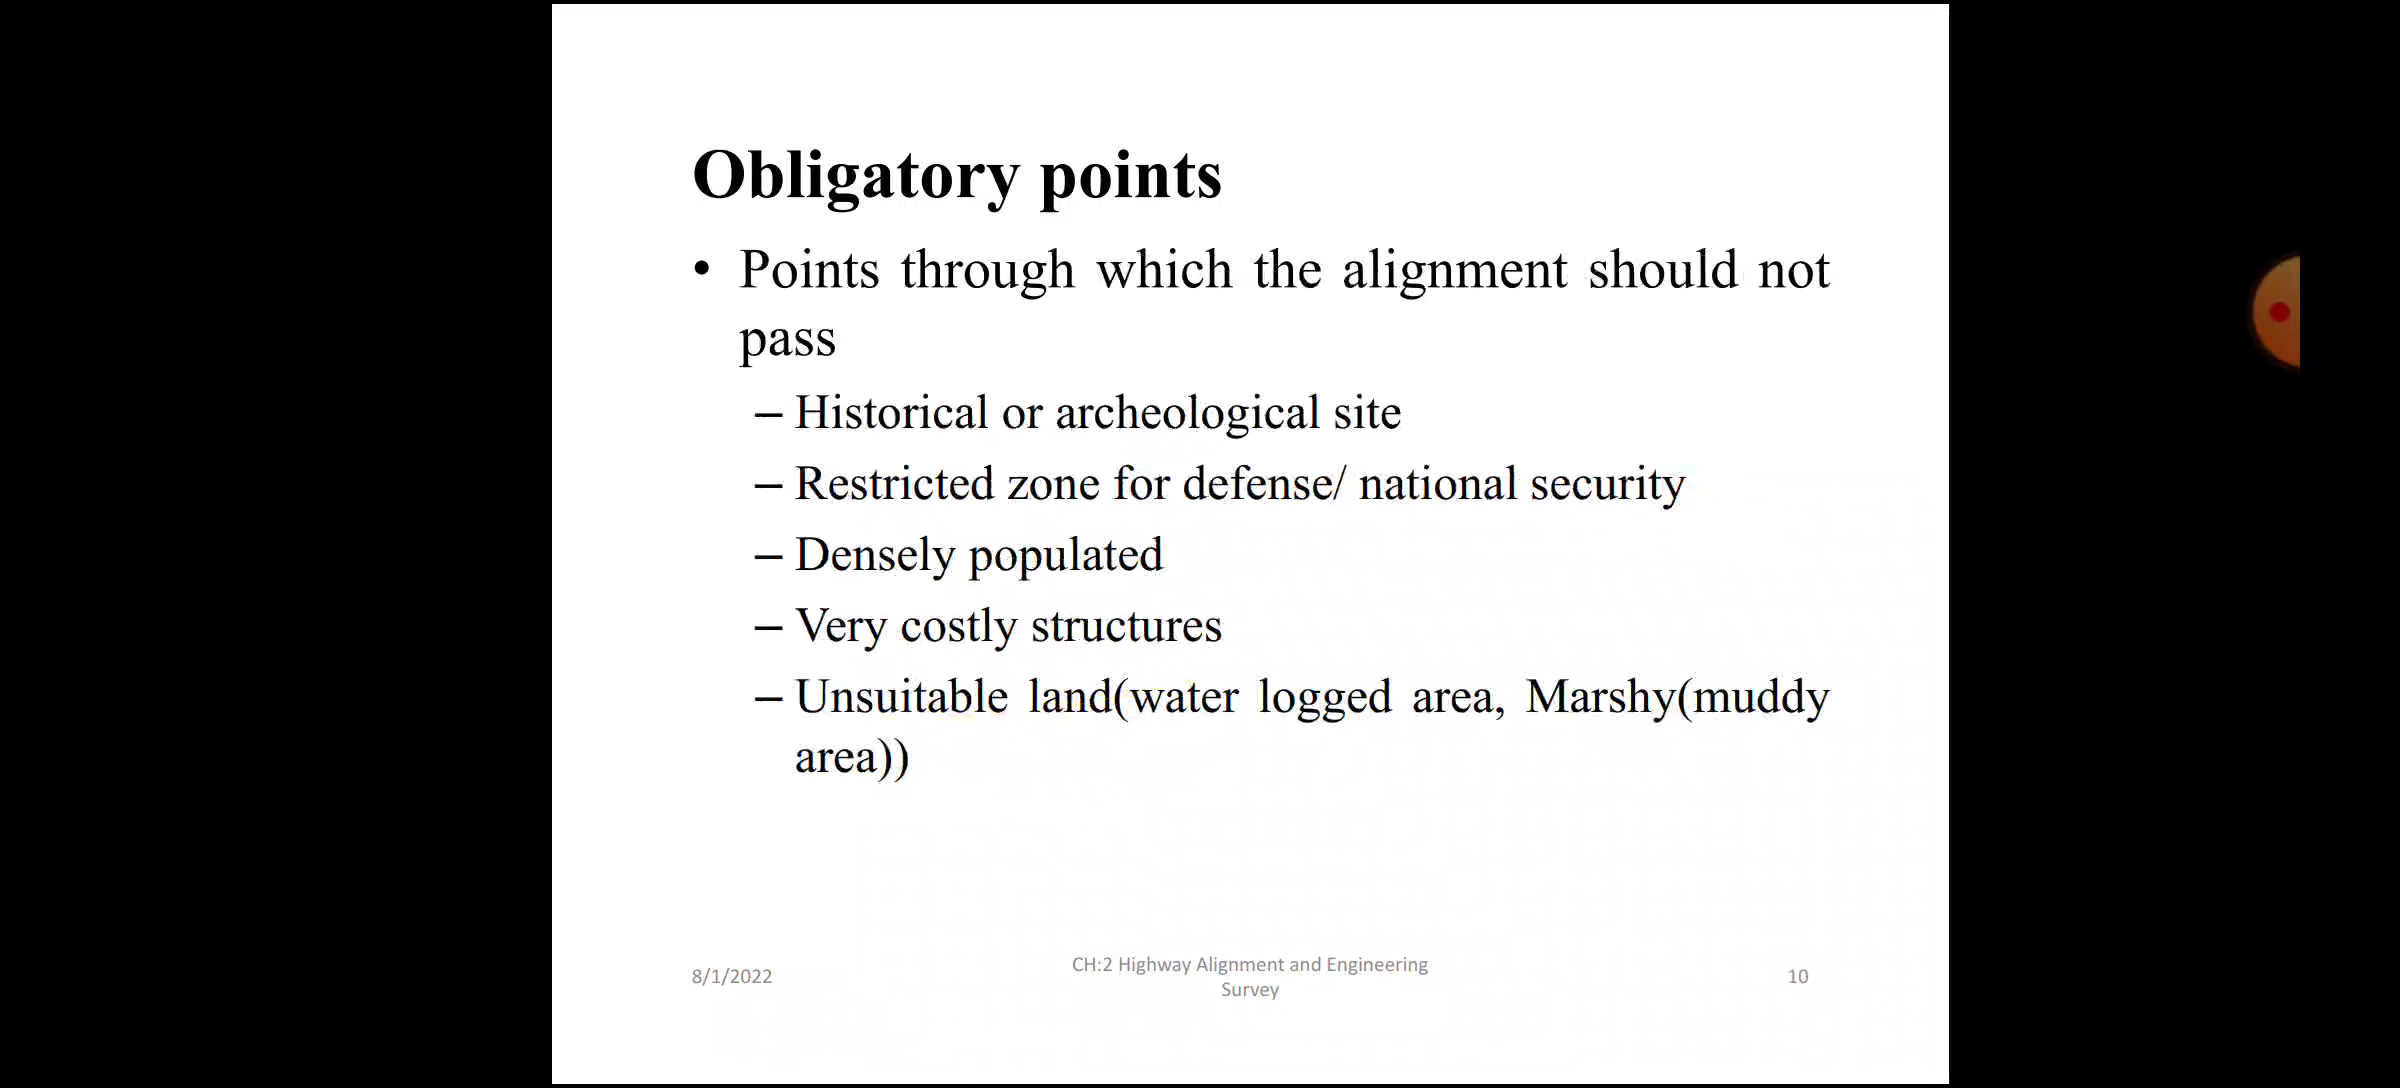 Obligatory points
• Points through which the alignment should not
pass
– Historical or archeological site
– Restricted zone for defense/ national security
– Densely populated
– Very costly structures
– Unsuitable land(water logged area, Marshy(muddy
area))
8/1/2022
CH:2 Highway Alignment and Engineering
Survey
10